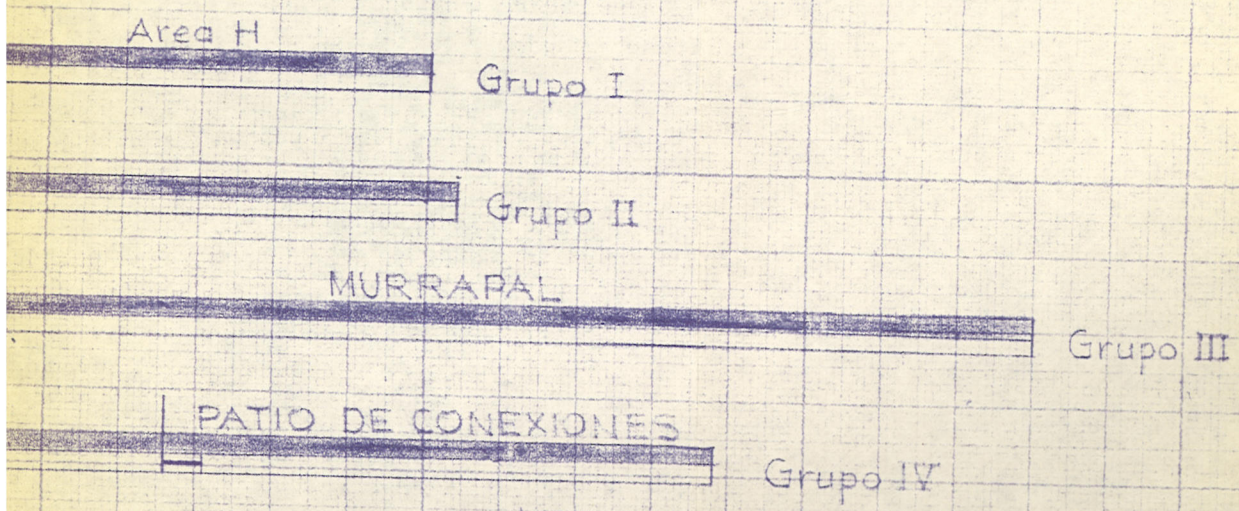 Area H
Grupo I
Grupo II
MURRAPAL
Grupo III
PATIO DE CONEXIONES
Grupo IV